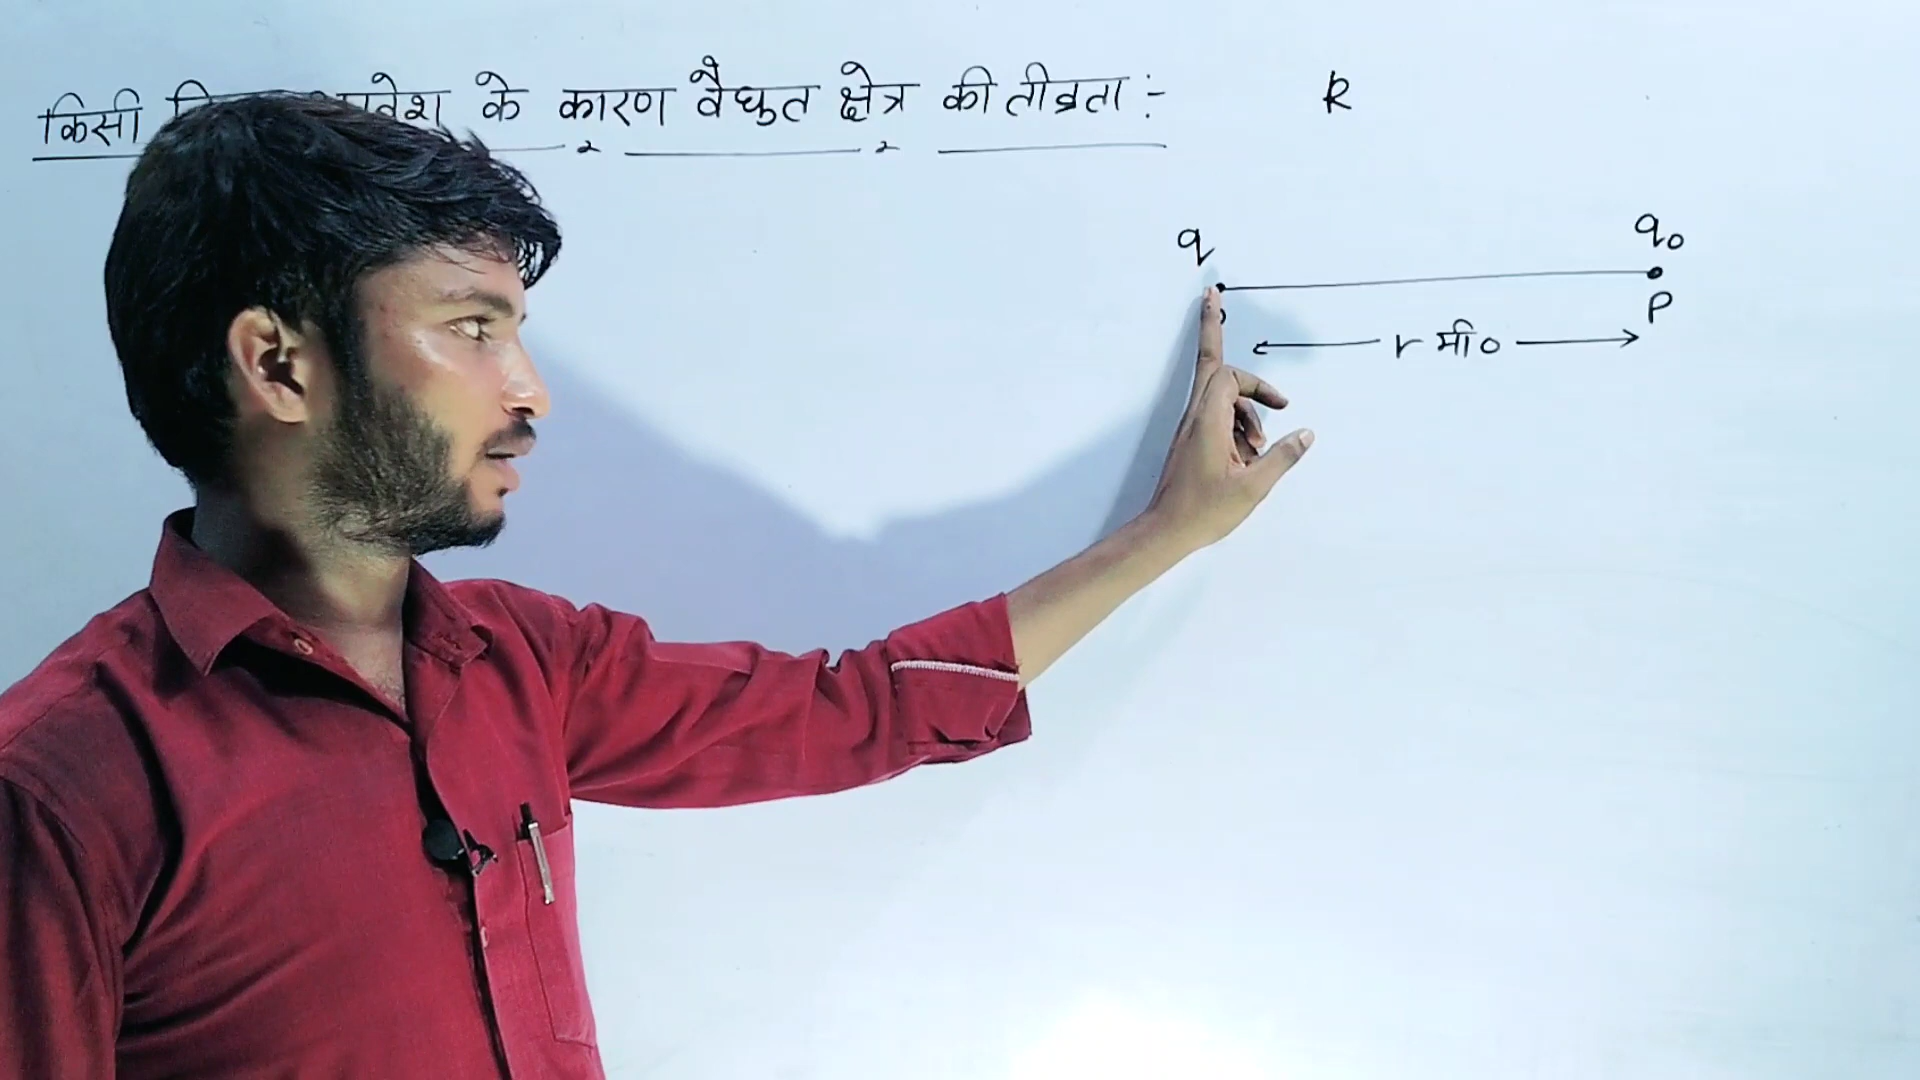 किसी के कारण वैद्युत क्षेत्र की तीव्रता :- K
q q₀
P
r मी०